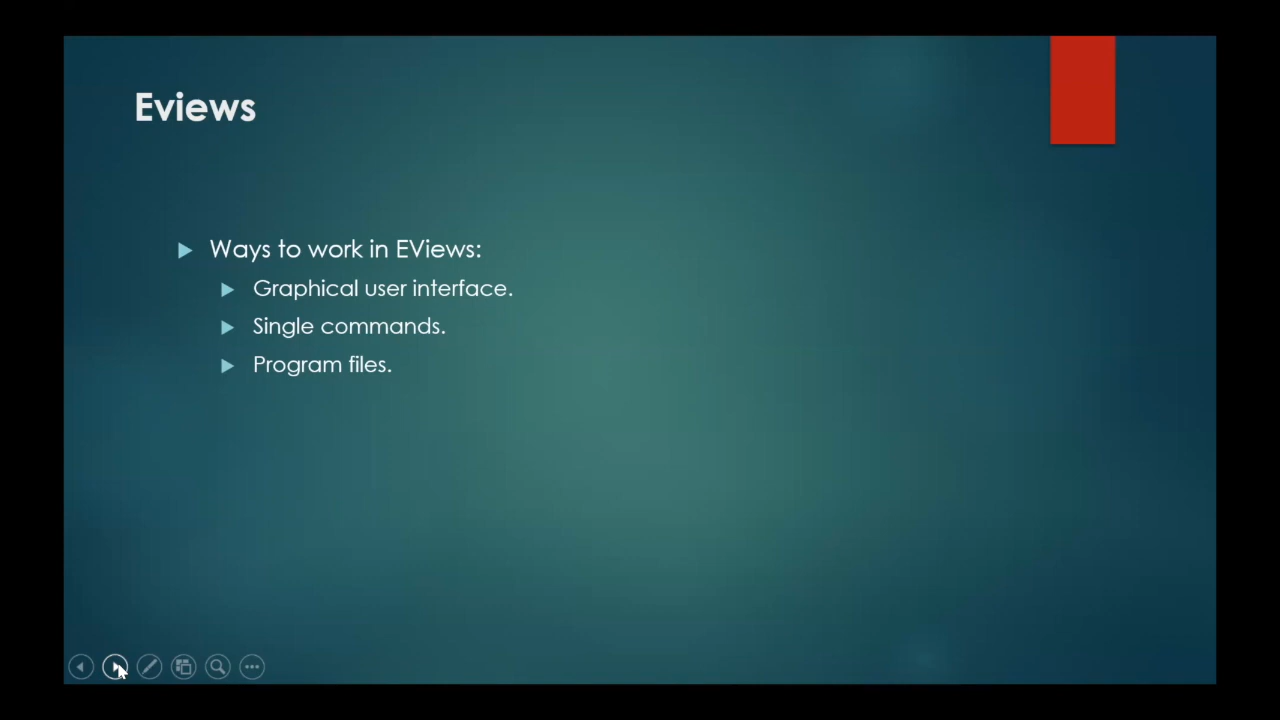 Eviews
Ways to work in EViews:
Graphical user interface.
Single commands.
Program files.